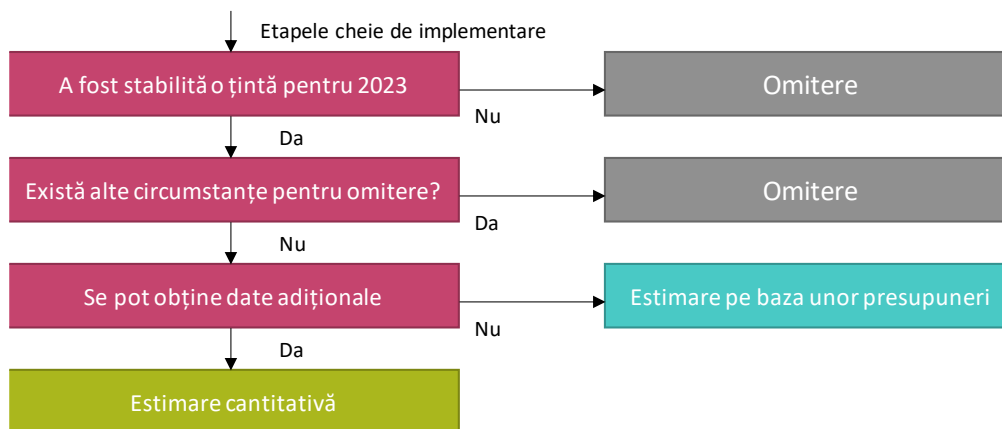 Etapele cheie de implementare
A fost stabilită o țintă pentru 2023
Omitere
Nu
Da
Există alte circumstanțe pentru omitere?
Omitere
Da
Nu
Se pot obține date adiționale
Estimare pe baza unor presupuneri
Nu
Da
Estimare cantitativă